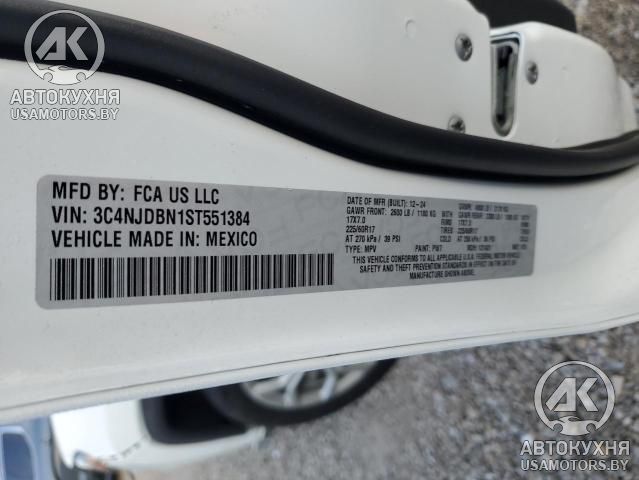 AK
АВТОКУХНЯ
USAMOTORS.BY
MFD BY: FCA US LLC
VIN: 3C4NJDBN1ST551384
VEHICLE MADE IN: MEXICO
DATE OF MFR (BUILT): 12-24
GAWR FRONT: 2600 LB / 1180 KG
17X7.0
225/60R17
AT 270 kPa / 39 PSI
TYPE: MPV PAINT: PW7
RIMS
TIRES
COLD
THIS VEHICLE CONFORMS TO ALL APPLICABLE U.S.A. FEDERAL MOTOR VEHICLE
SAFETY AND THEFT PREVENTION STANDARDS IN EFFECT ON THE DATE OF
MANUFACTURE SHOWN ABOVE.
AK
АВТОКУХНЯ
USAMOTORS.BY